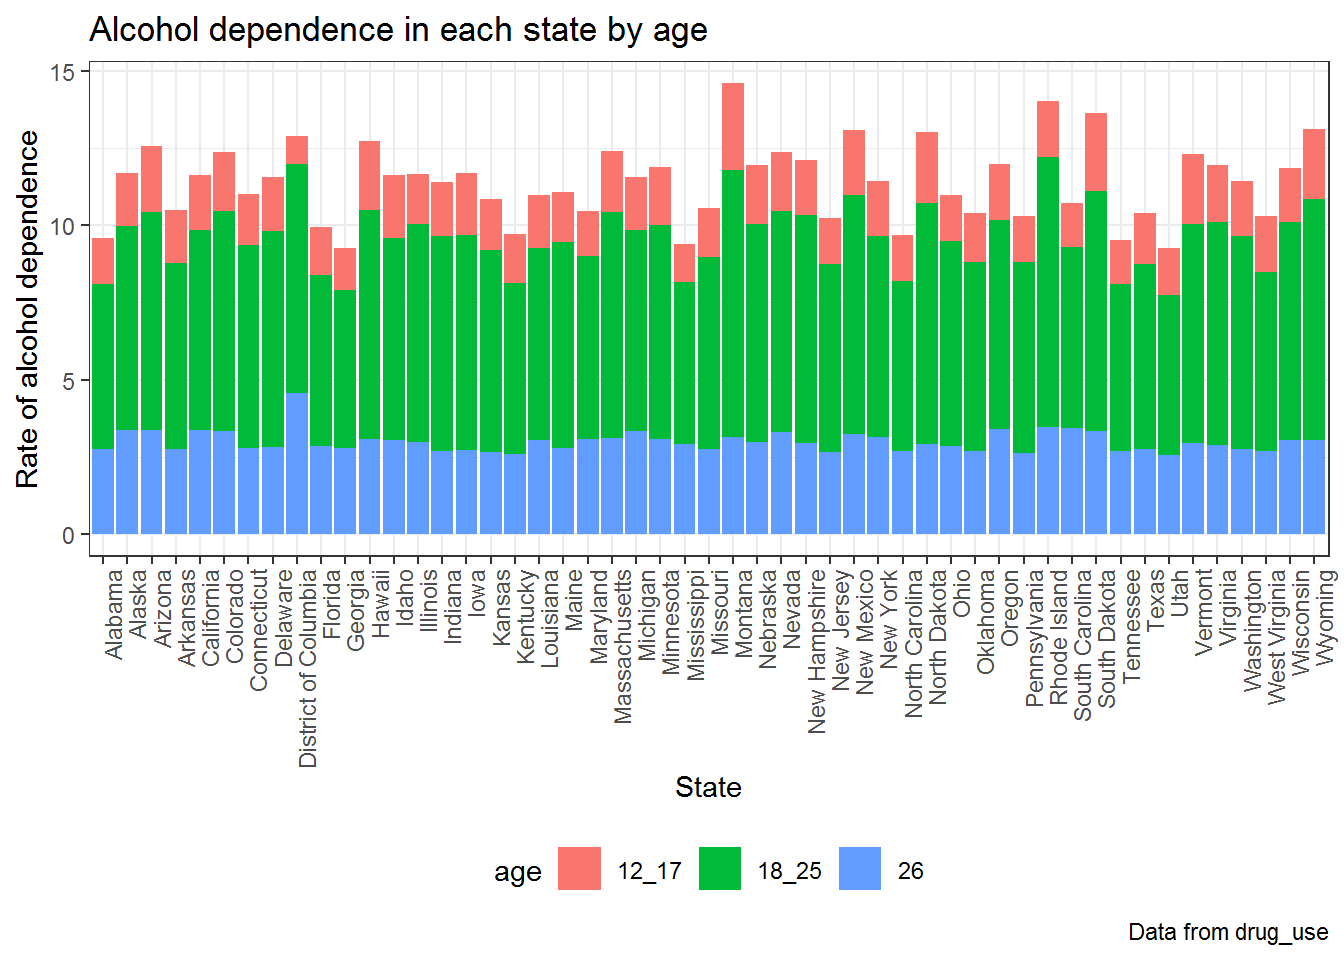 Alcohol dependence in each state by age
Rate of alcohol dependence
15
10
5
0
Alabama
Alaska
Arizona
Arkansas
California
Colorado
Connecticut
Delaware
District of Columbia
Florida
Georgia
Hawaii
Idaho
Illinois
Indiana
Iowa
Kansas
Kentucky
Louisiana
Maine
Maryland
Massachusetts
Michigan
Minnesota
Mississippi
Missouri
Montana
Nebraska
Nevada
New Hampshire
New Jersey
New Mexico
New York
North Carolina
North Dakota
Ohio
Oklahoma
Oregon
Pennsylvania
Rhode Island
South Carolina
South Dakota
Tennessee
Texas
Utah
Vermont
Virginia
Washington
West Virginia
Wisconsin
Wyoming
State
age 12_17 18_25 26
Data from drug_use